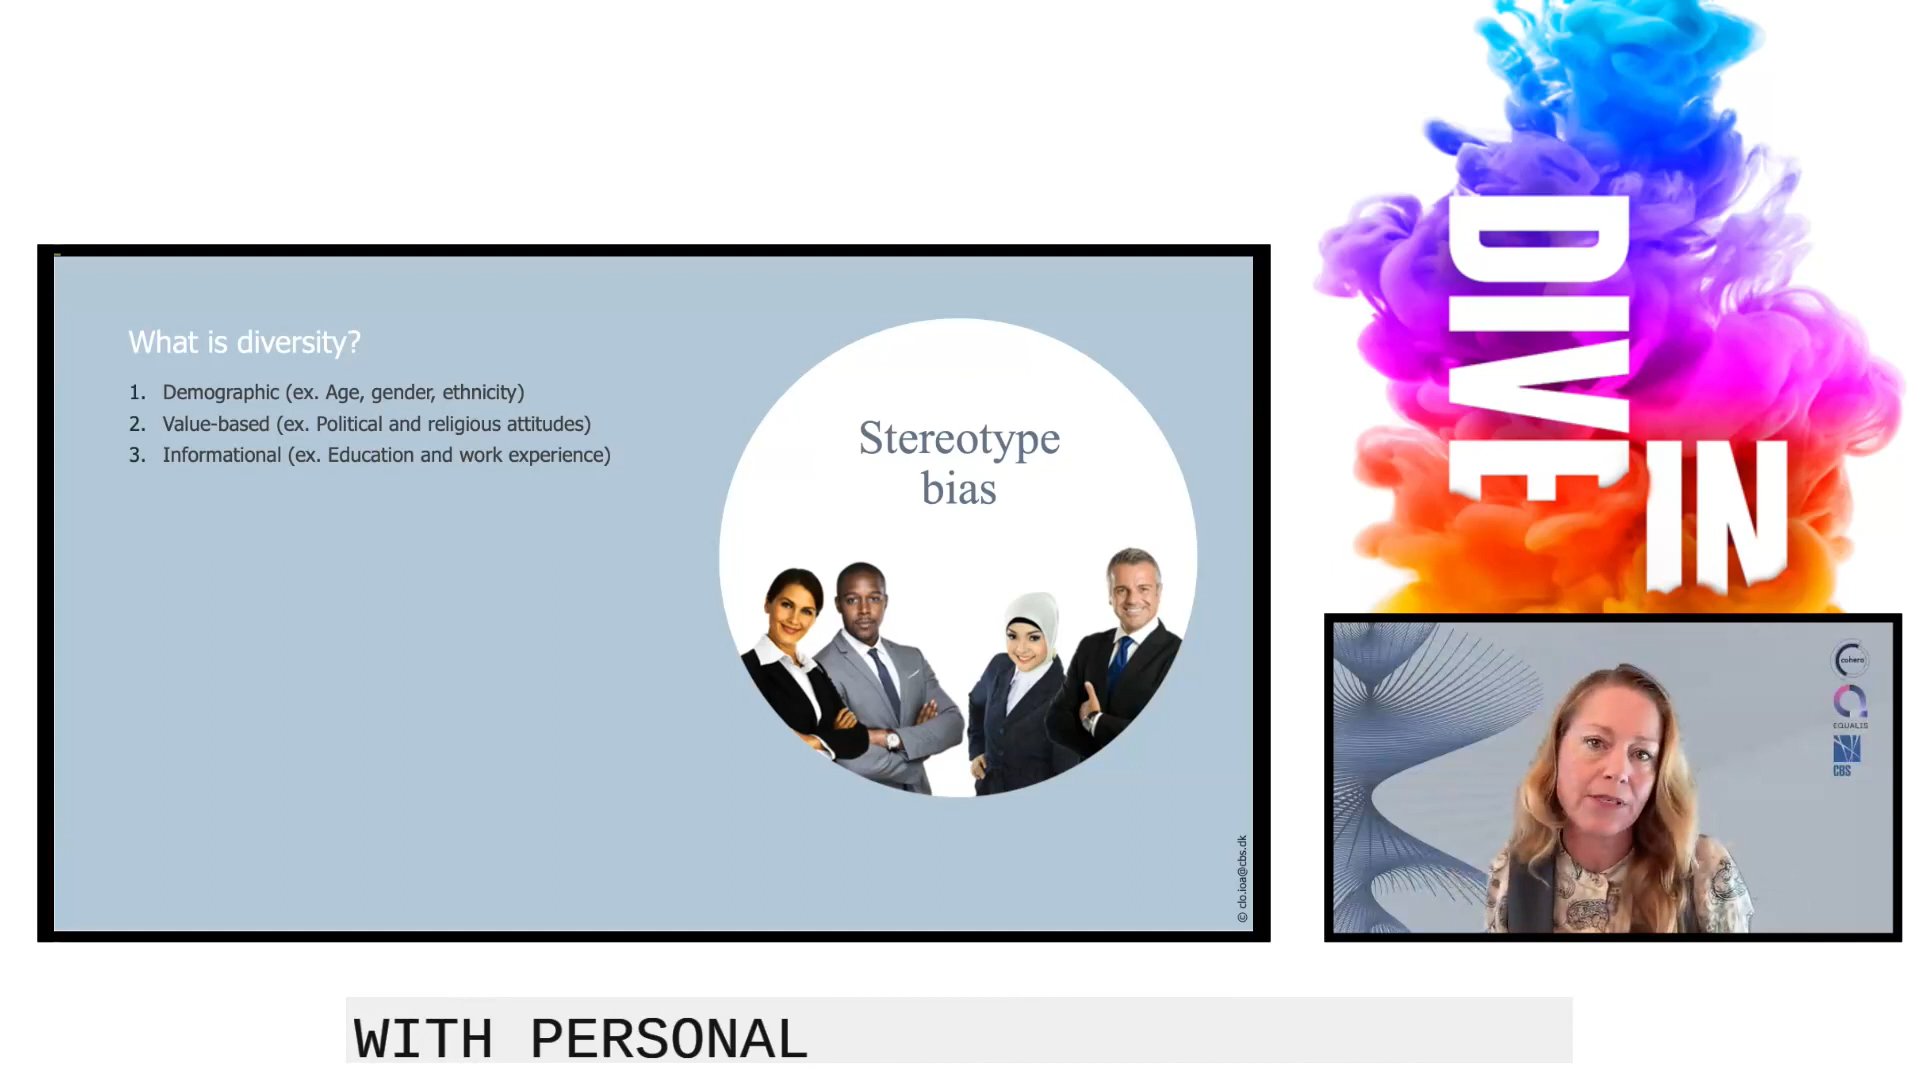 DIVE
IN
What is diversity?
1. Demographic (ex. Age, gender, ethnicity)
2. Value-based (ex. Political and religious attitudes)
3. Informational (ex. Education and work experience)
Stereotype
bias
© clo.ioa@cbs.dk
cohera
EQUALIS
CBS
WITH PERSONAL